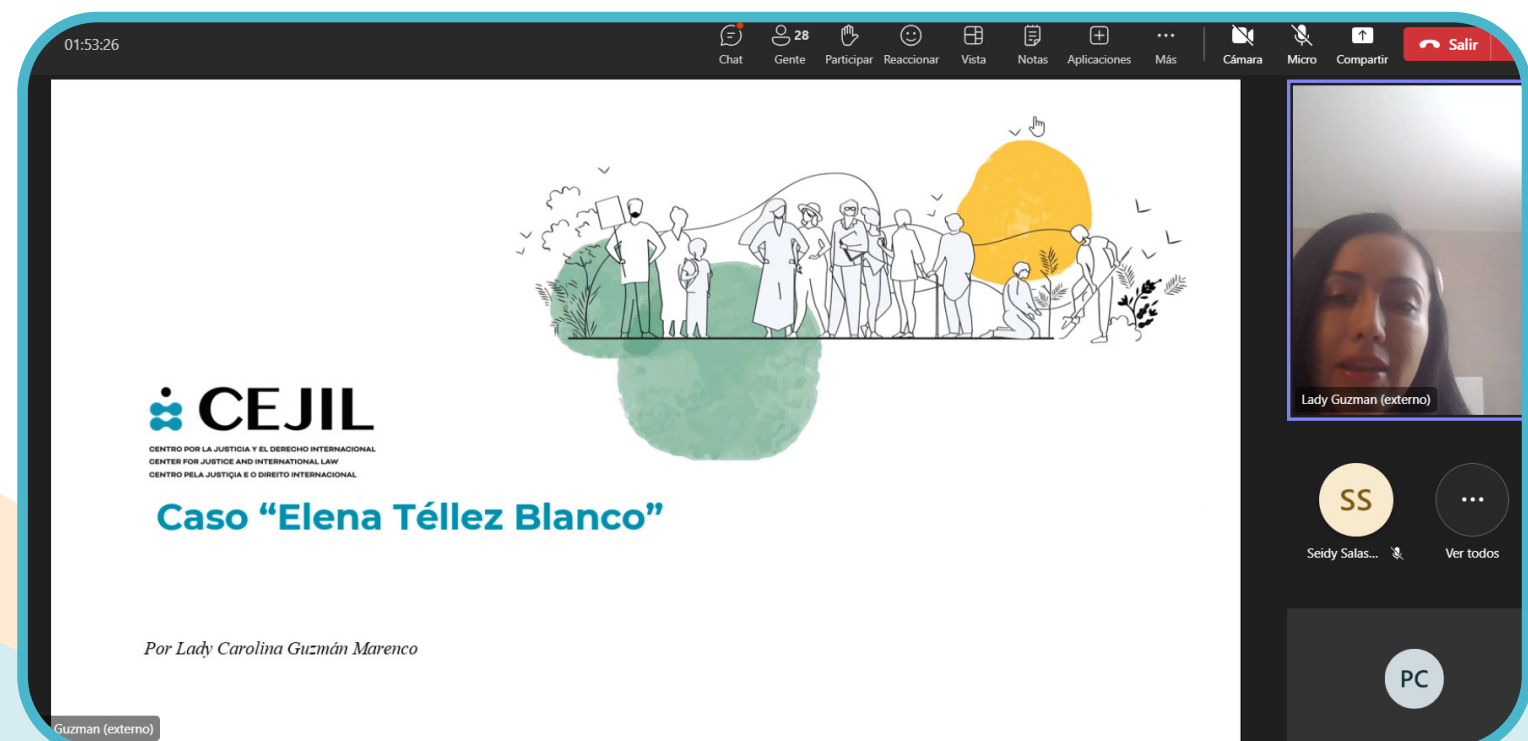 01:53:26
28
Chat
Gente
Participar
Reaccionar
Vista
Notas
Aplicaciones
Más
Cámara
Micro
Compartir
Salir
CEJIL
CENTRO POR LA JUSTICIA Y EL DERECHO INTERNACIONAL
CENTER FOR JUSTICE AND INTERNATIONAL LAW
CENTRO PELA JUSTIÇIA E O DIREITO INTERNACIONAL
Caso “Elena Téllez Blanco”
Por Lady Carolina Guzmán Marenco
Guzman (externo)
Lady Guzman (externo)
SS
Seidy Salas...
Ver todos
PC